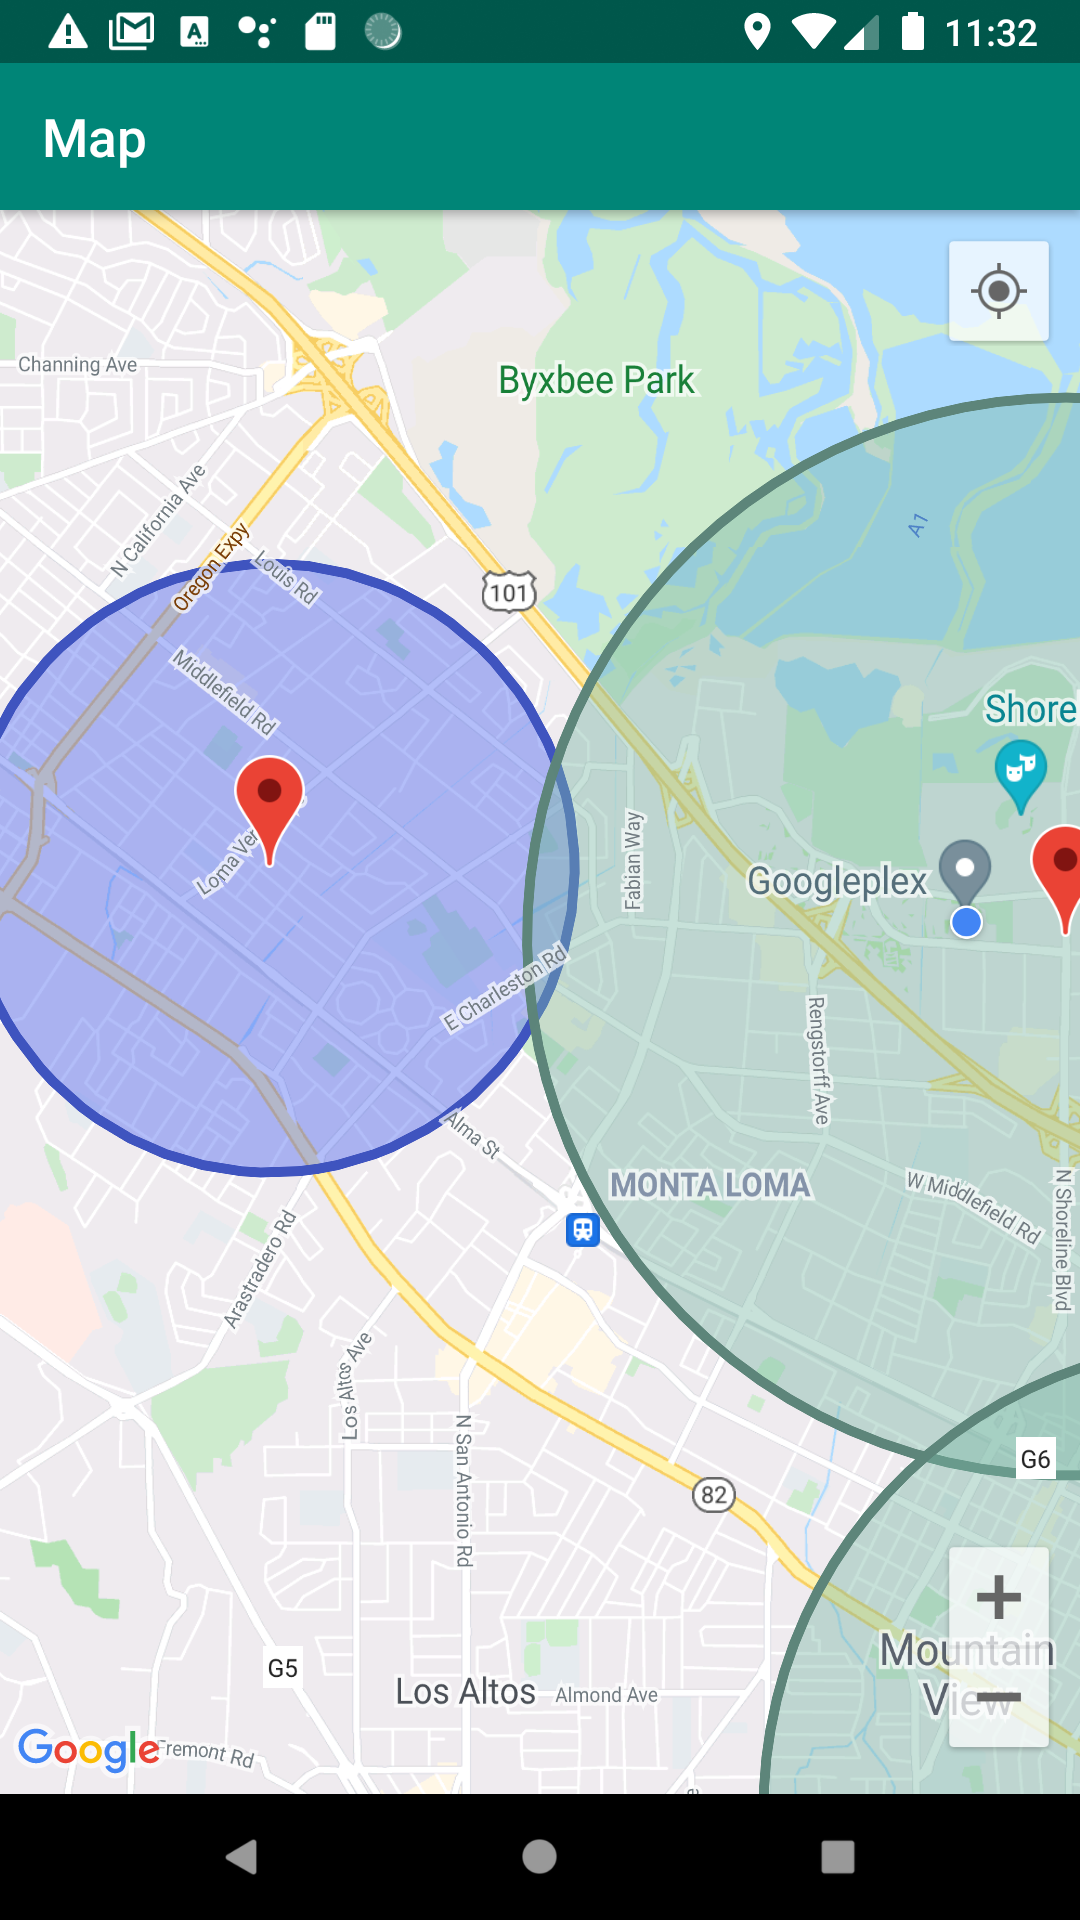 11:32
Map
Channing Ave
Byxbee Park
N California Ave
Oregon Expy
Louis Rd
A1
101
Middlefield Rd
Shore
Fabian Way
Googleplex
E Charleston Rd
Rengstorff Ave
Alma St
MONTA LOMA
W Middlefield Rd
N Shoreline Blvd
Arastradero Rd
Los Altos Ave
N San Antonio Rd
G6
82
Mountain
View
G5
Los Altos
Almond Ave
Google
Fremont Rd